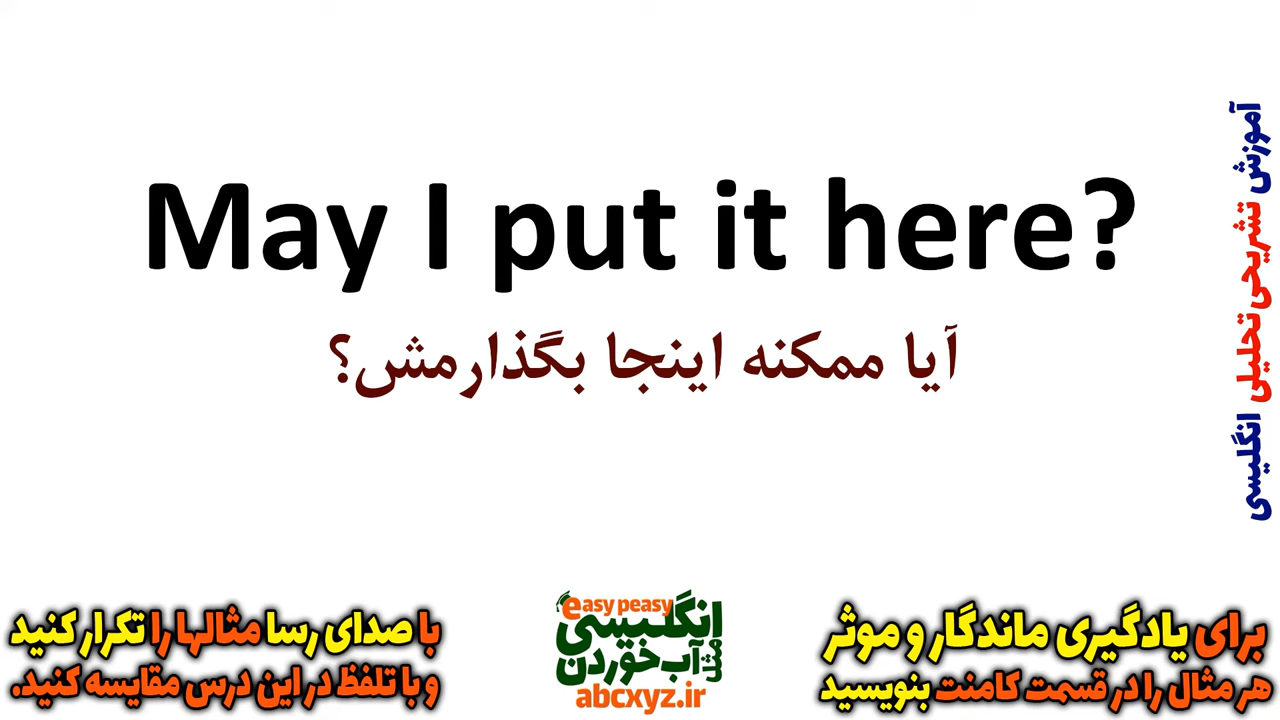 May I put it here?
آیا ممکنه اینجا بگذارمش؟
آموزش تشریحی تحلیلی انگلیسی
برای یادگیری ماندگار و موثر
هر مثال را در قسمت کامنت بنویسید
easy peasy
انگلیسی
مثل آب خوردن
abcxyz.ir
با صدای رسا مثالها را تکرار کنید
و با تلفظ در این درس مقایسه کنید.